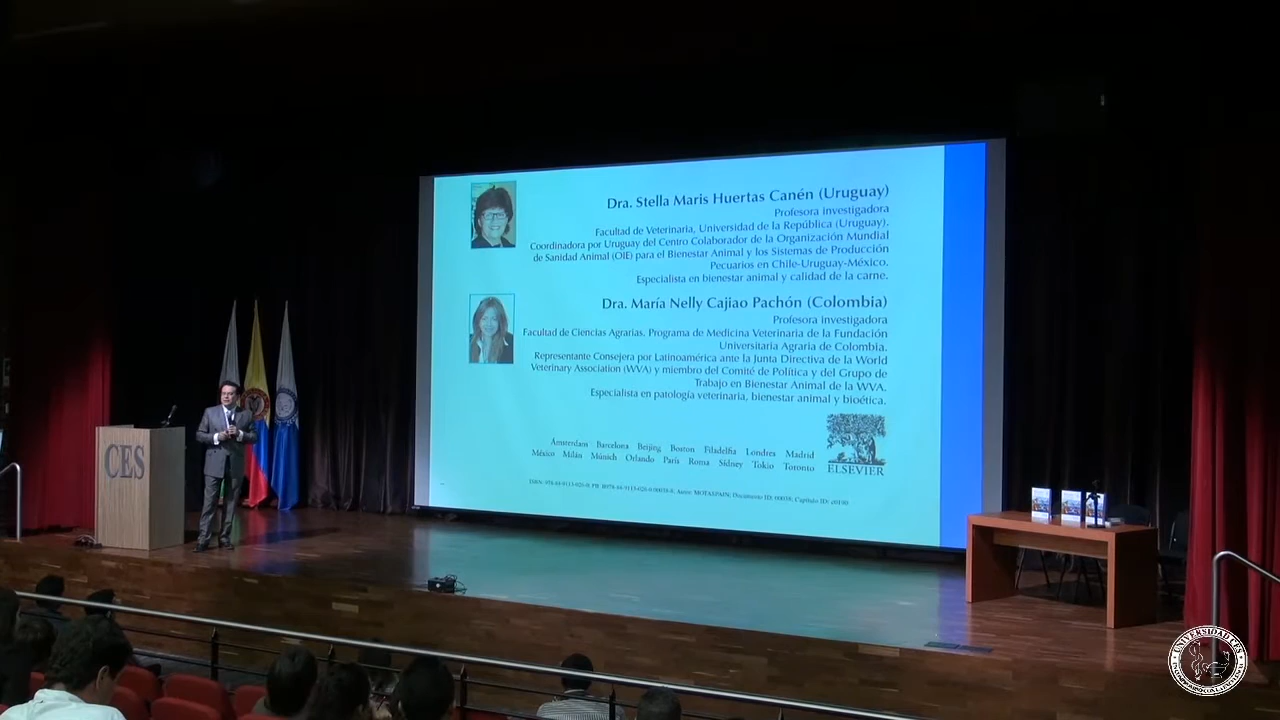 Dra. Stella Maris Huertas Canén (Uruguay)
Profesora investigadora
Facultad de Veterinaria, Universidad de la República (Uruguay).
Coordinadora por Uruguay del Centro Colaborador de la Organización Mundial
de Sanidad Animal (OIE) para el Bienestar Animal y los Sistemas de Producción
Pecuarios en Chile-Uruguay-México.
Especialista en bienestar animal y calidad de la carne.
Dra. María Nelly Cajiao Pachón (Colombia)
Profesora investigadora
Facultad de Ciencias Agrarias. Programa de Medicina Veterinaria de la Fundación
Universitaria Agraria de Colombia.
Representante Consejera por Latinoamérica ante la Junta Directiva de la World
Veterinary Association (WVA) y miembro del Comité de Política y del Grupo de
Trabajo en Bienestar Animal de la WVA.
Especialista en patología veterinaria, bienestar animal y bioética.
Ámsterdam Barcelona Beijing Boston Filadelfia Londres Madrid
México Milán Múnich Orlando París Roma Sídney Tokio Toronto
ELSEVIER
CES
UNIVERSIDAD CES